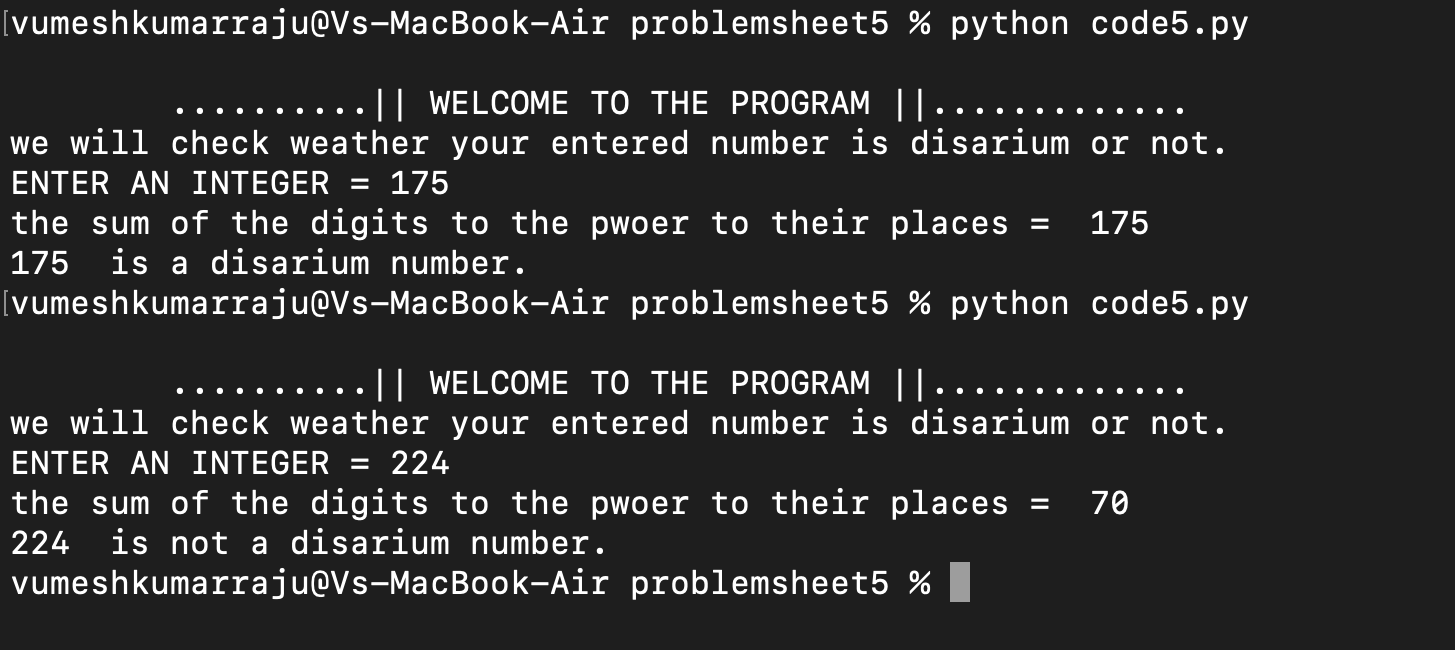 [vumeshkumarraju@Vs-MacBook-Air problemsheet5 % python code5.py
..........|| WELCOME TO THE PROGRAM ||.............
we will check weather your entered number is disarium or not.
ENTER AN INTEGER = 175
the sum of the digits to the pwoer to their places =  175
175  is a disarium number.
[vumeshkumarraju@Vs-MacBook-Air problemsheet5 % python code5.py
..........|| WELCOME TO THE PROGRAM ||.............
we will check weather your entered number is disarium or not.
ENTER AN INTEGER = 224
the sum of the digits to the pwoer to their places =  70
224  is not a disarium number.
vumeshkumarraju@Vs-MacBook-Air problemsheet5 %